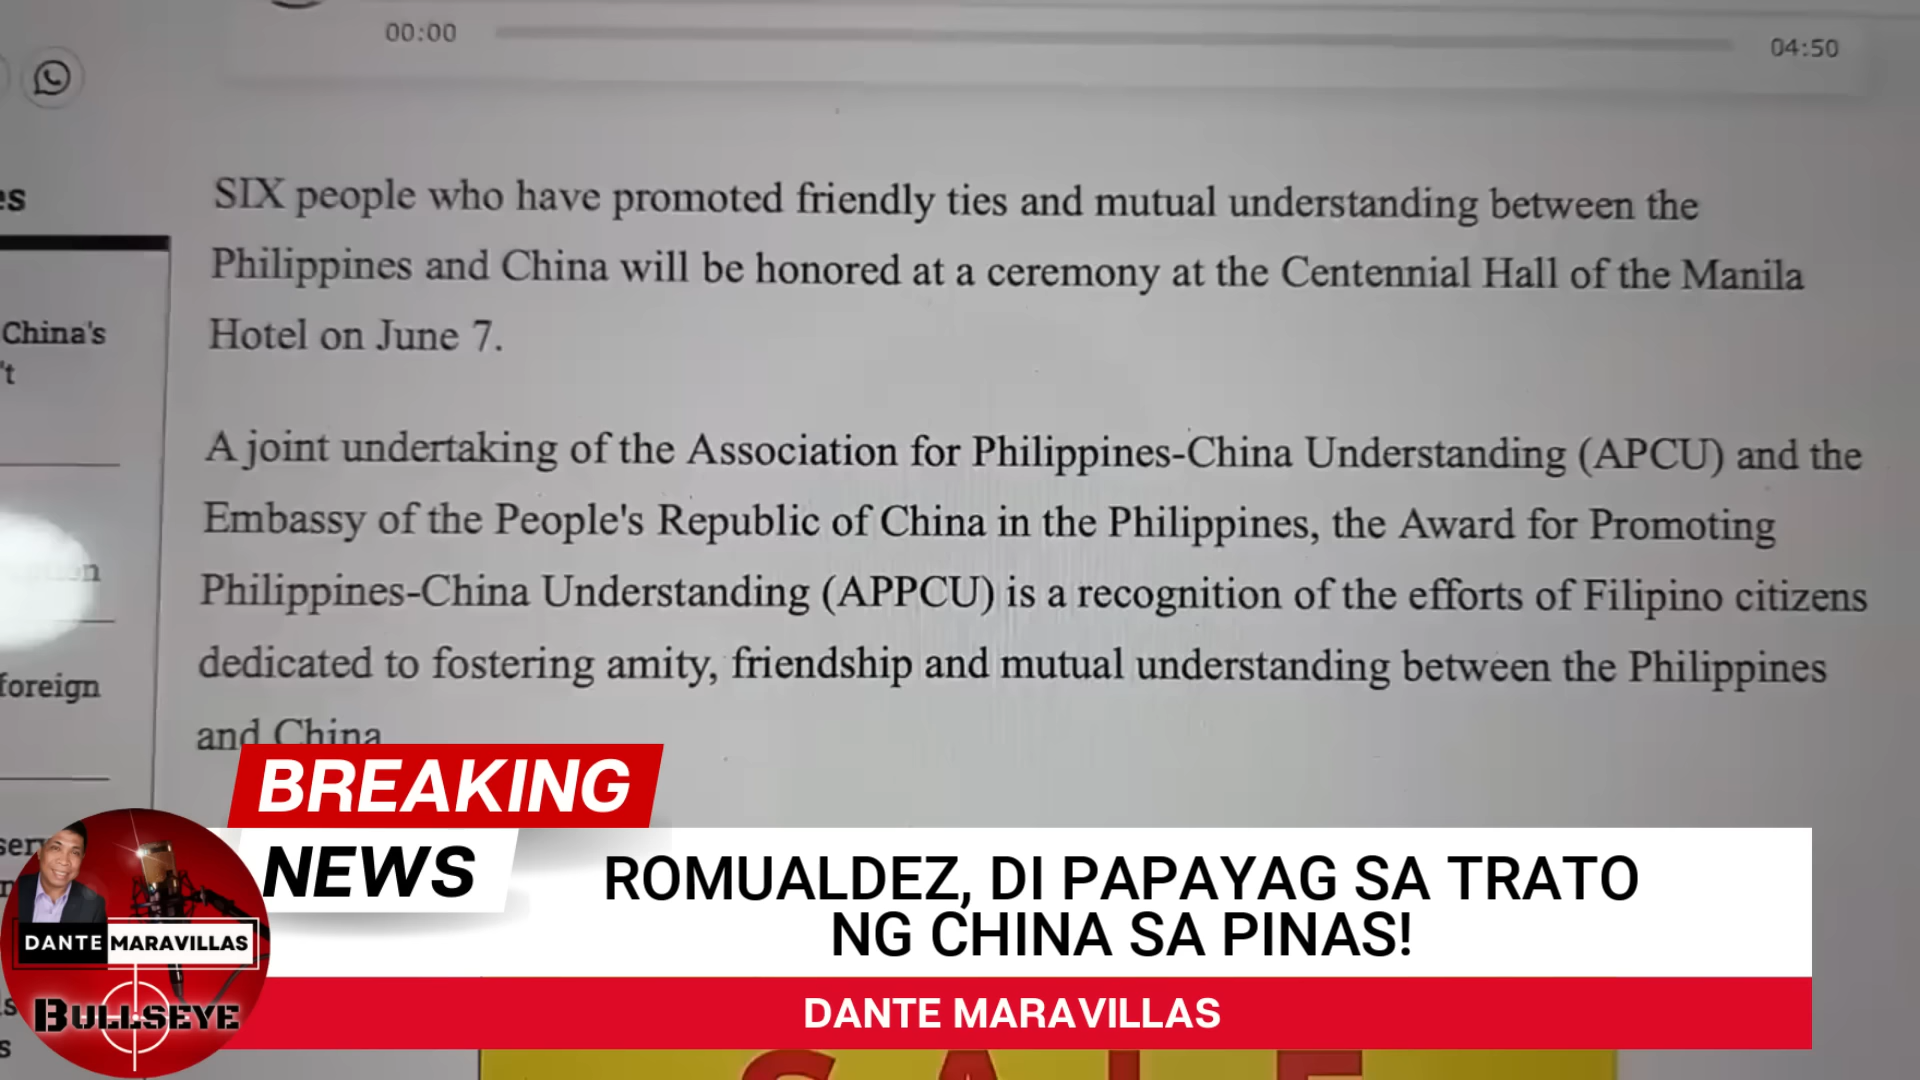 00:00
04:50
es
SIX people who have promoted friendly ties and mutual understanding between the
Philippines and China will be honored at a ceremony at the Centennial Hall of the Manila
Hotel on June 7.
China's
't
A joint undertaking of the Association for Philippines-China Understanding (APCU) and the
Embassy of the People's Republic of China in the Philippines, the Award for Promoting
Philippines-China Understanding (APPCU) is a recognition of the efforts of Filipino citizens
dedicated to fostering amity, friendship and mutual understanding between the Philippines
and China
foreign
BREAKING
NEWS
ROMUALDEZ, DI PAPAYAG SA TRATO
NG CHINA SA PINAS!
DANTE MARAVILLAS
DANTE MARAVILLAS
BULLSEYE
SALE